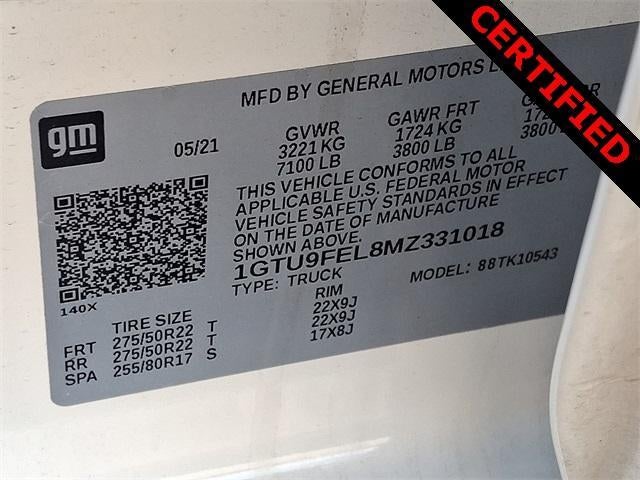 CERTIFIED
MFD BY GENERAL MOTORS
gm
05/21
GVWR
3221 KG
7100 LB
GAWR FRT
1724 KG
3800 LB
3800
THIS VEHICLE CONFORMS TO ALL
APPLICABLE U.S. FEDERAL MOTOR
VEHICLE SAFETY STANDARDS IN EFFECT
ON THE DATE OF MANUFACTURE
SHOWN ABOVE.
1GTU9FEL8MZ331018
TYPE: TRUCK
MODEL: 88TK10543
140X
TIRE SIZE RIM
FRT 275/50R22 T 22X9J
RR 275/50R22 T 22X9J
SPA 255/80R17 S 17X8J